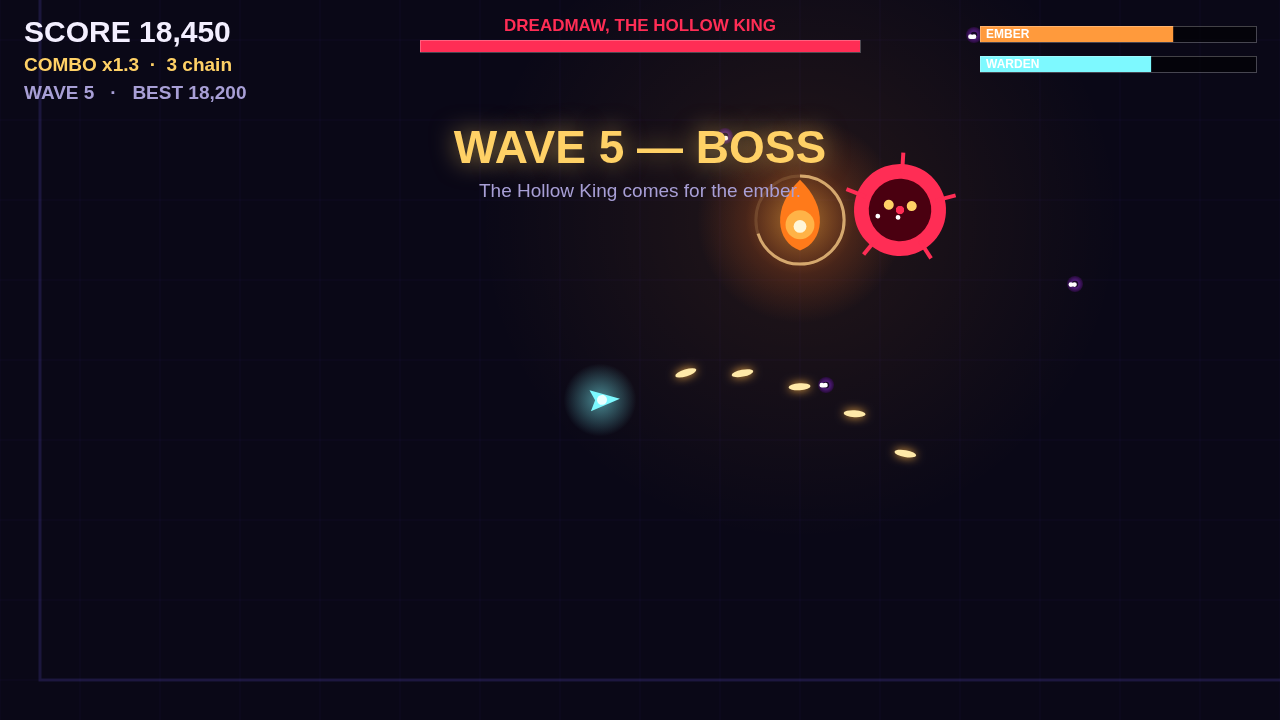 SCORE 18,450
COMBO x1.3 · 3 chain
WAVE 5 · BEST 18,200
DREADMAW, THE HOLLOW KING
EMBER
WARDEN
WAVE 5 — BOSS
The Hollow King comes for the ember.